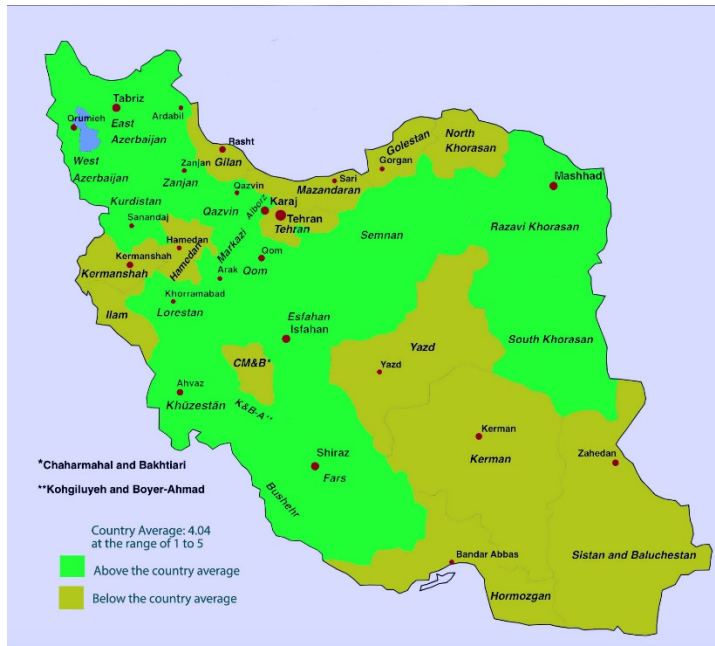 Tabriz
Orumieh
East
Azerbaijan
Ardabil
West
Azerbaijan
Rasht
Gilan
Zanjan
Zanjan
Golestan
Gorgan
North
Khorasan
Sari
Mazandaran
Mashhad
Razavi Khorasan
Kurdistan
Sanandaj
Qazvin
Qazvin
Alborz
Karaj
Tehran
Tehran
Semnan
Hamedan
Hamedan
Markazi
Qom
Qom
Kermanshah
Kermanshah
Arak
Khorramabad
Lorestan
Ilam
Esfahan
Isfahan
South Khorasan
Yazd
Yazd
CM&B*
Ahvaz
Khūzestān
K&B-A**
Kerman
Kerman
Zahedan
Shiraz
Fars
Bushehr
*Chaharmahal and Bakhtiari
**Kohgiluyeh and Boyer-Ahmad
Country Average: 4.04
at the range of 1 to 5
Above the country average
Below the country average
Bandar Abbas
Hormozgan
Sistan and Baluchestan